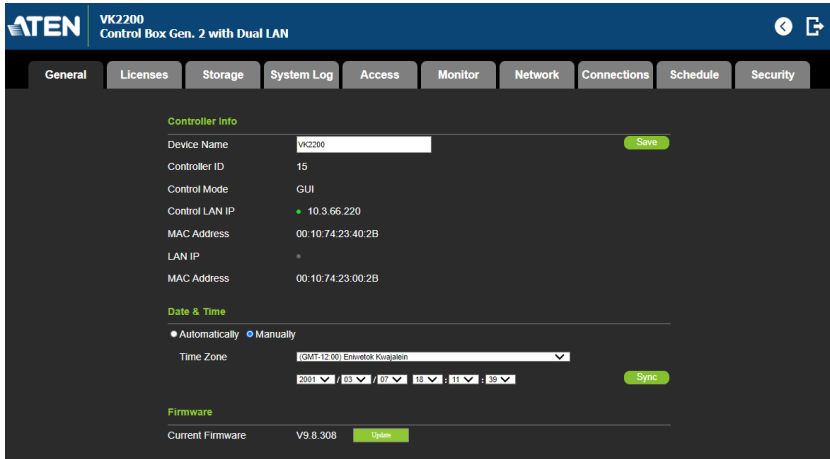 ATEN
VK2200
Control Box Gen. 2 with Dual LAN
General Licenses Storage System Log Access Monitor Network Connections Schedule Security
Controller Info
Device Name VK2200 Save
Controller ID 15
Control Mode GUI
Control LAN IP 10.3.66.220
MAC Address 00:10:74:23:40:2B
LAN IP
MAC Address 00:10:74:23:00:2B
Date & Time
Automatically Manually
Time Zone (GMT-12:00) Eniwetok Kwajalein
2001 / 03 / 07 18 : 11 : 39 Sync
Firmware
Current Firmware V9.8.308 Update